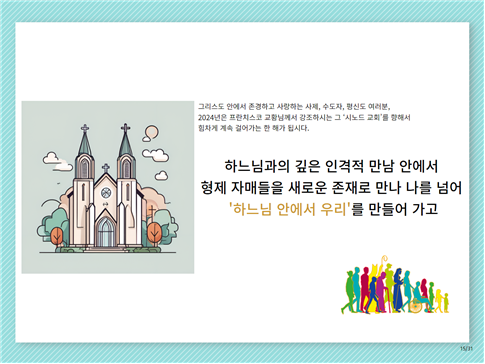 그리스도 안에서 존경하고 사랑하는 사제, 수도자, 평신도 여러분,
2024년은 프란치스코 교황님께서 강조하시는 그 ‘시노드 교회’를 향해서
힘차게 계속 걸어가는 한 해가 됩시다.
하느님과의 깊은 인격적 만남 안에서
형제 자매들을 새로운 존재로 만나 나를 넘어
'하느님 안에서 우리'를 만들어 가고
15/31